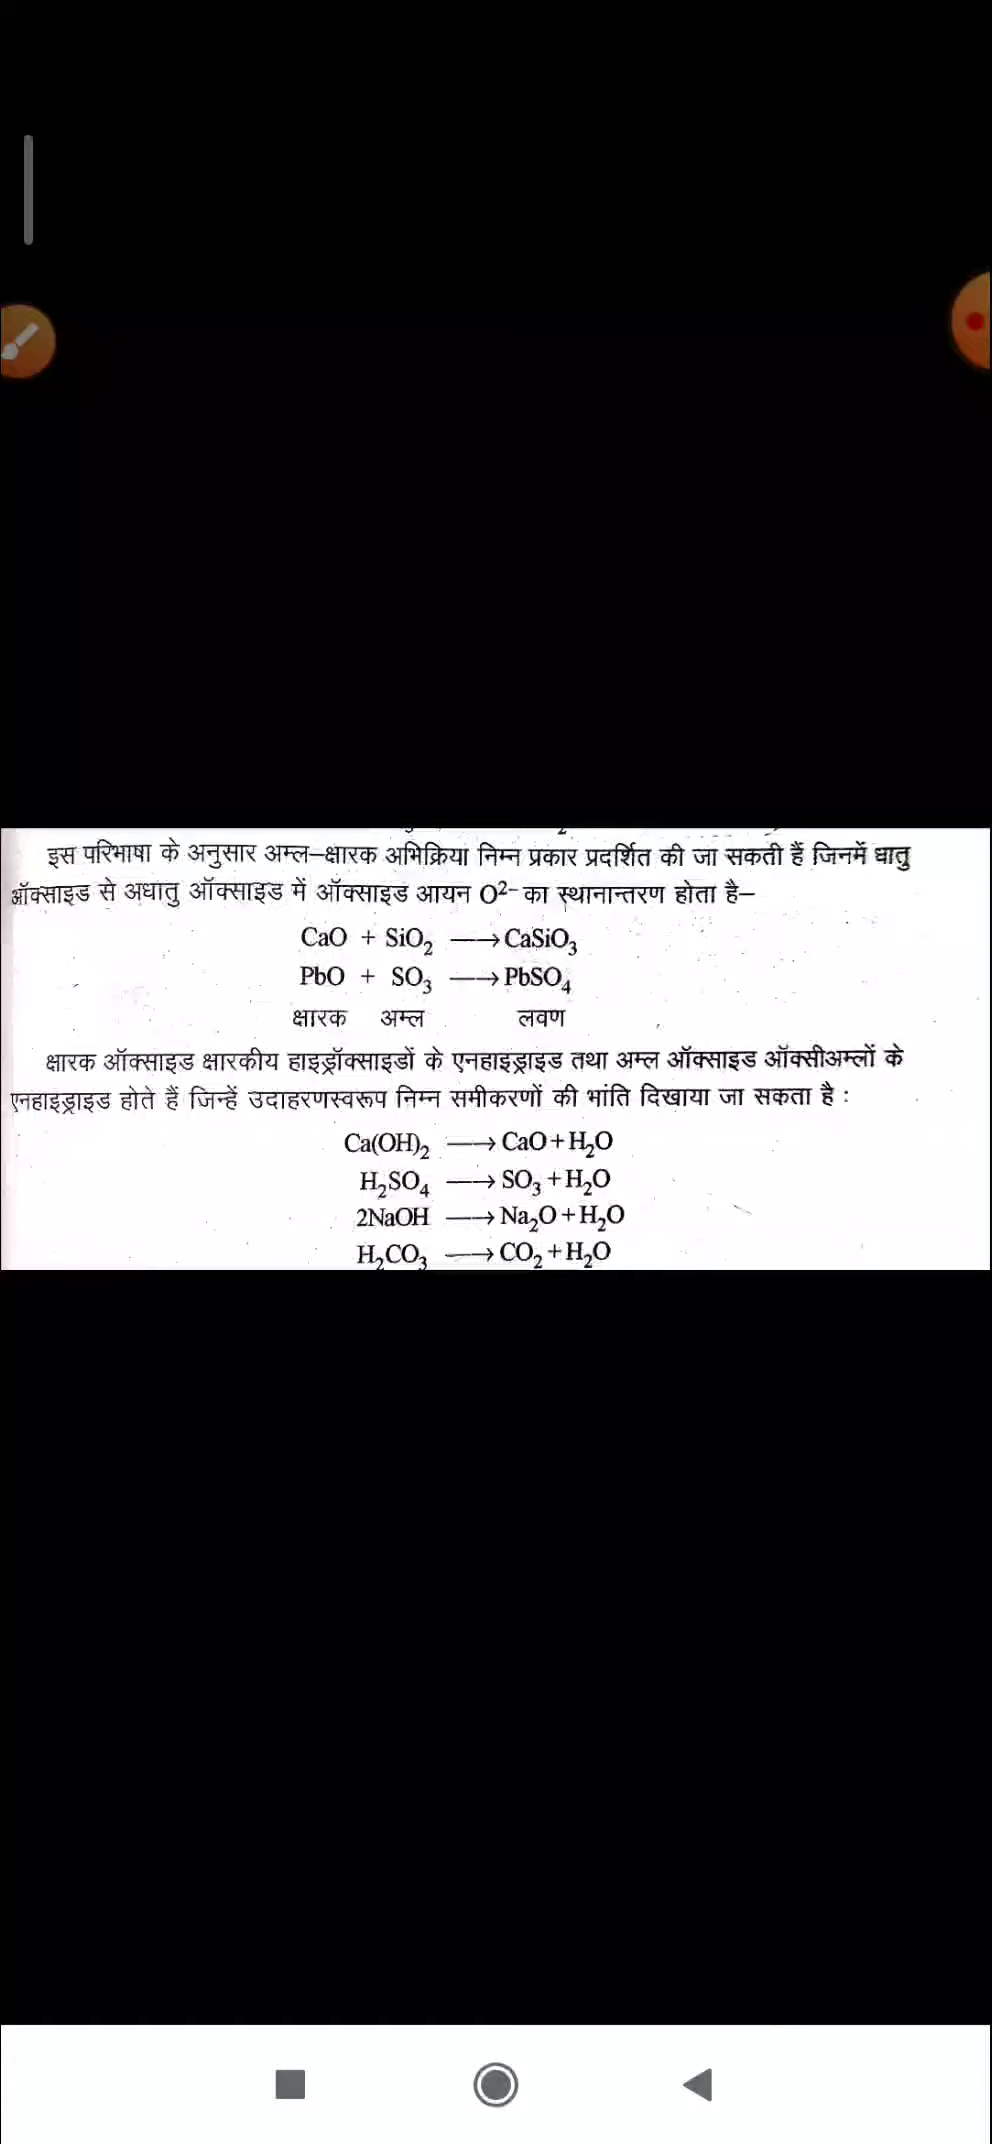 इस परिभाषा के अनुसार अम्ल–क्षारक अभिक्रिया निम्न प्रकार प्रदर्शित की जा सकती हैं जिनमें धातु
ऑक्साइड से अधातु ऑक्साइड में ऑक्साइड आयन O²⁻ का स्थानान्तरण होता है–
CaO + SiO₂ ⟶ CaSiO₃
PbO + SO₃ ⟶ PbSO₄
क्षारक अम्ल लवण
क्षारक ऑक्साइड क्षारकीय हाइड्रॉक्साइडों के एनहाइड्राइड तथा अम्ल ऑक्साइड ऑक्सीअम्लों के
एनहाइड्राइड होते हैं जिन्हें उदाहरणस्वरूप निम्न समीकरणों की भांति दिखाया जा सकता है :
Ca(OH)₂ ⟶ CaO + H₂O
H₂SO₄ ⟶ SO₃ + H₂O
2NaOH ⟶ Na₂O + H₂O
H₂CO₃ ⟶ CO₂ + H₂O